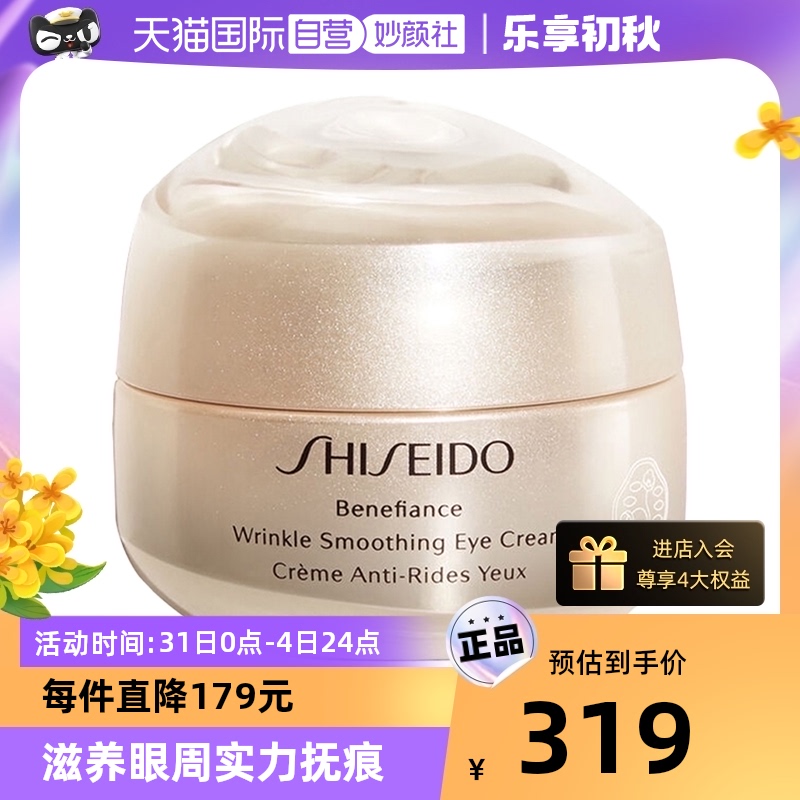 天猫国际自营妙颜社 | 乐享初秋
SHISEIDO
Benefiance
Wrinkle Smoothing Eye Cream
Crème Anti-Rides Yeux
进店入会
尊享4大权益
活动时间:31日0点-4日24点
正品
预估到手价
每件直降179元
¥319
滋养眼周实力抚痕